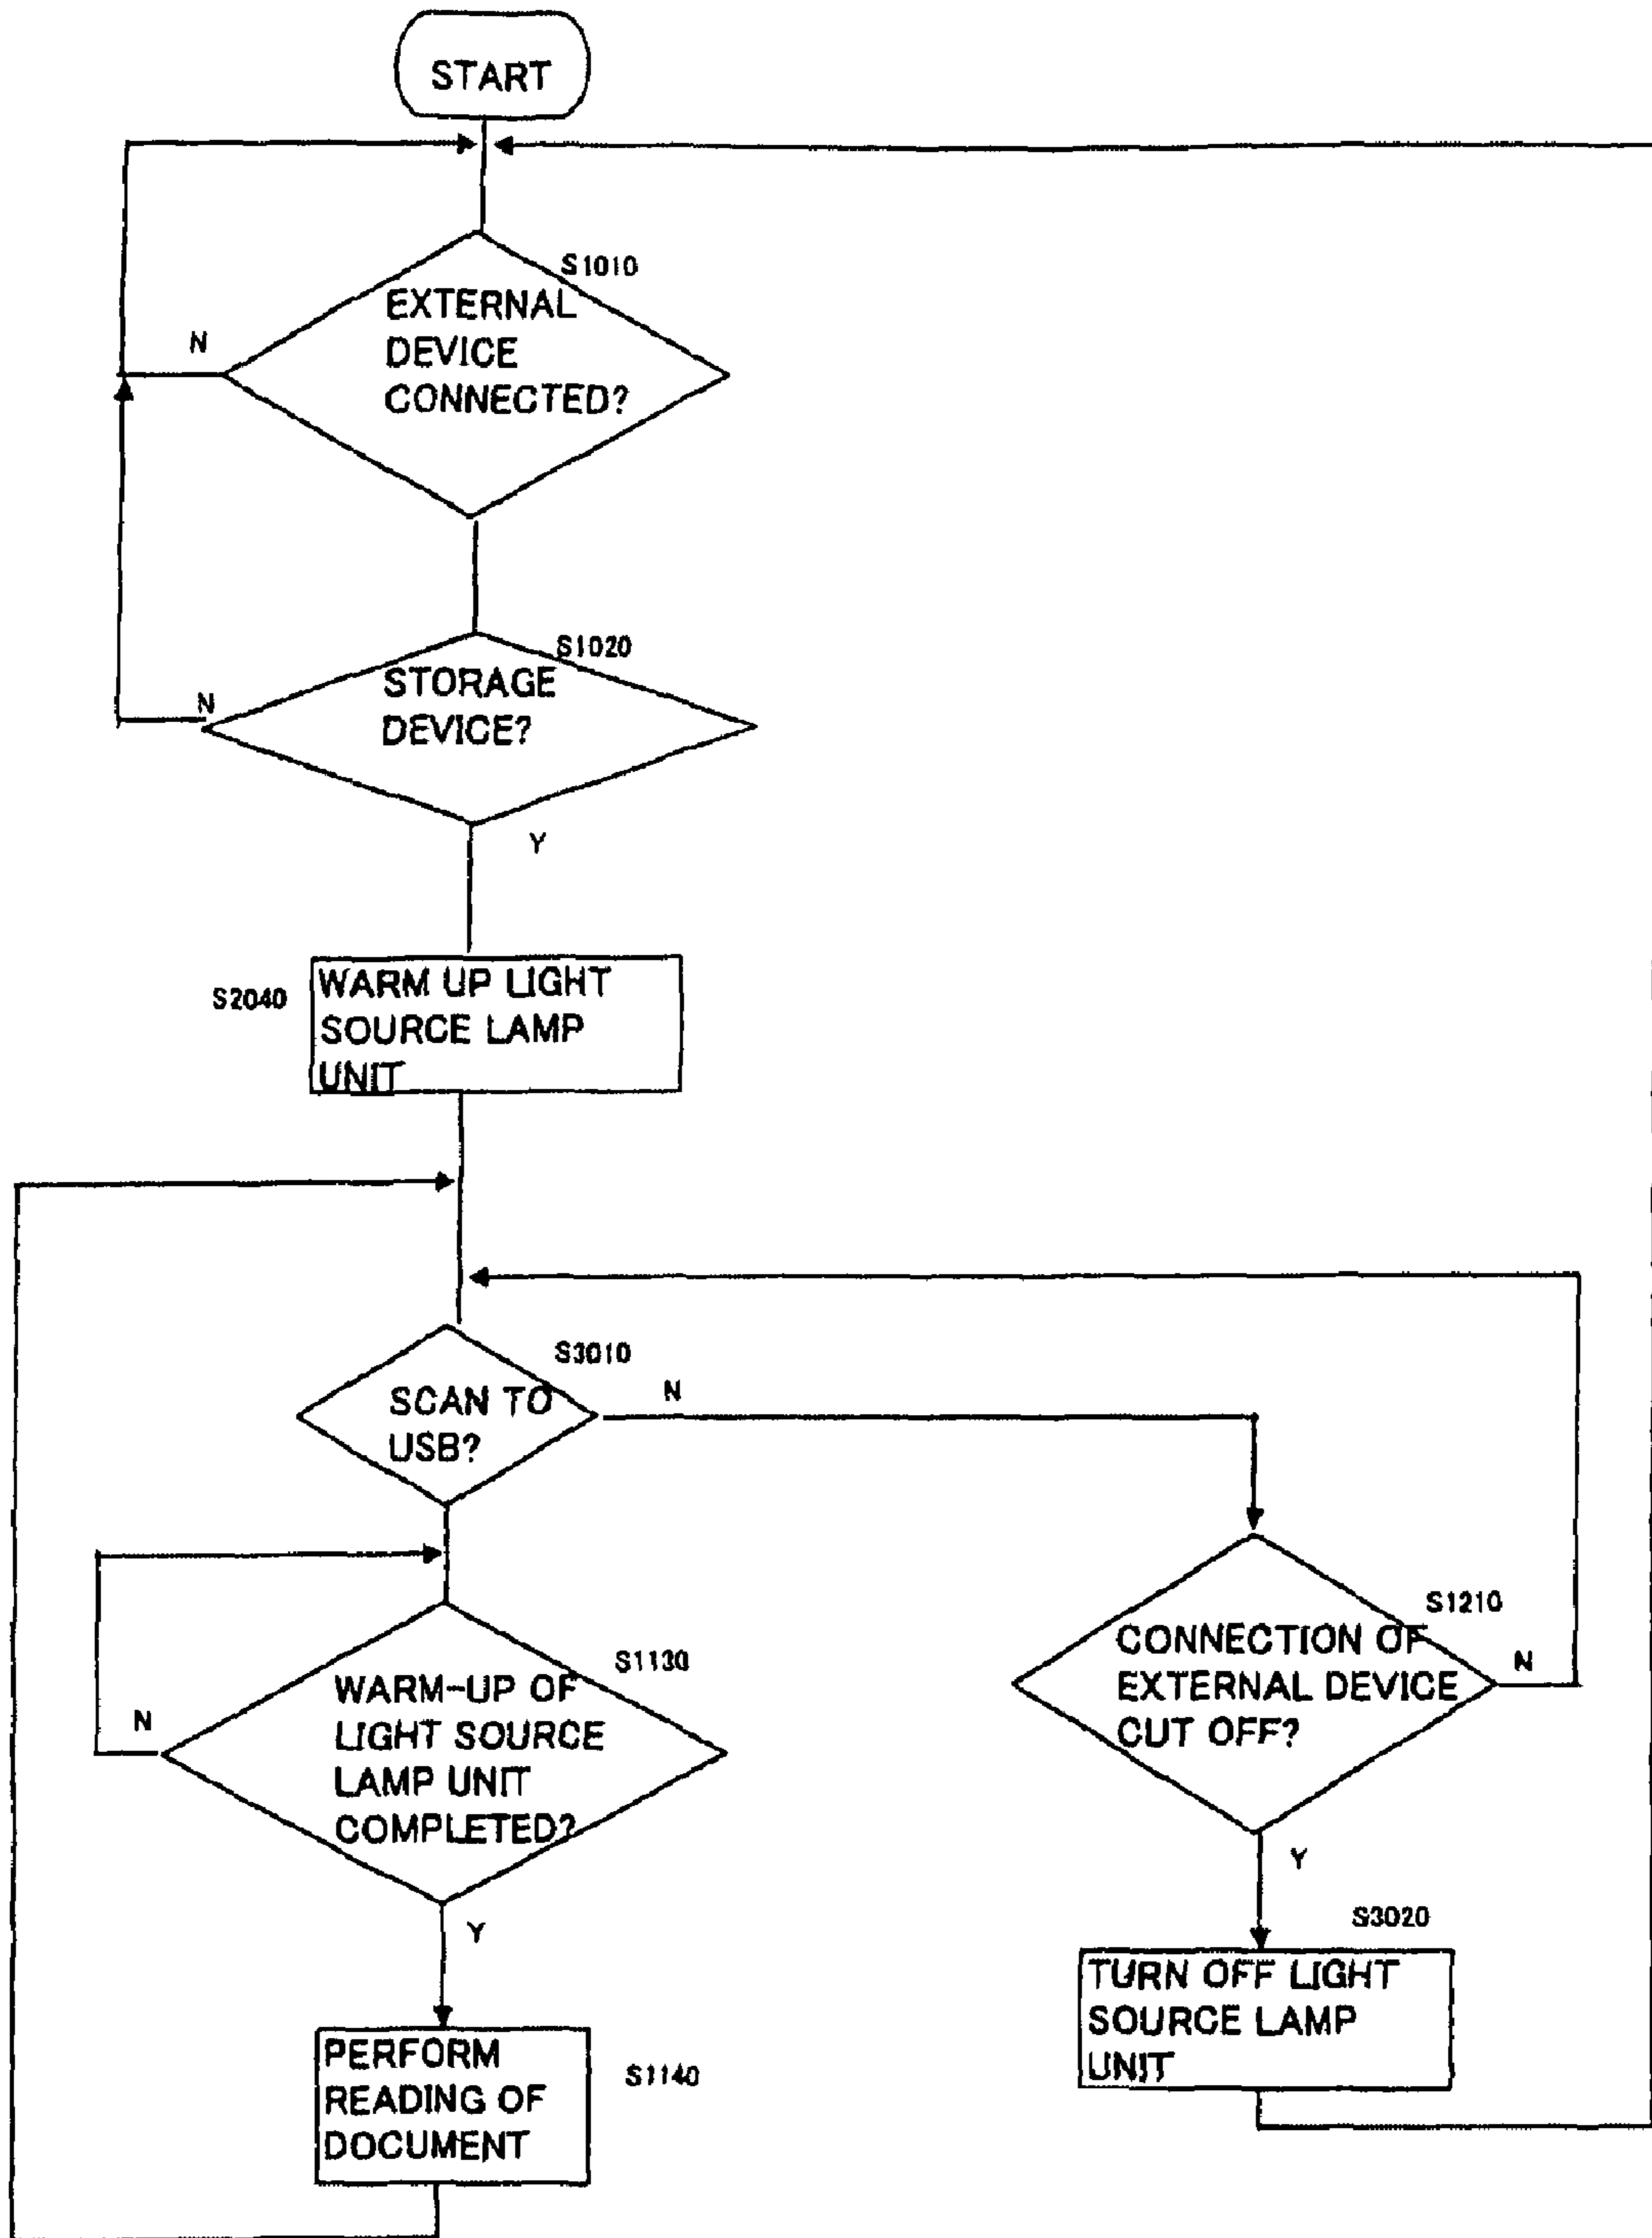 START
S1010
EXTERNAL
DEVICE
CONNECTED?
N
S1020
STORAGE
DEVICE?
N
Y
S2040
WARM UP LIGHT
SOURCE LAMP
UNIT
S3010
SCAN TO
USB?
N
S1130
WARM-UP OF
LIGHT SOURCE
LAMP UNIT
COMPLETED?
N
Y
S1210
CONNECTION OF
EXTERNAL DEVICE
CUT OFF?
N
Y
S3020
TURN OFF LIGHT
SOURCE LAMP
UNIT
PERFORM
READING OF
DOCUMENT
S1140